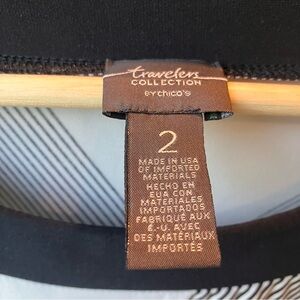 travelers
COLLECTION
BY CHICO'S
2
MADE IN USA
OF IMPORTED
MATERIALS
HECHO EN
EUA CON
MATERIALES
IMPORTADOS
FABRIQUÉ AUX
É.-U. AVEC
DES MATÉRIAUX
IMPORTÉS